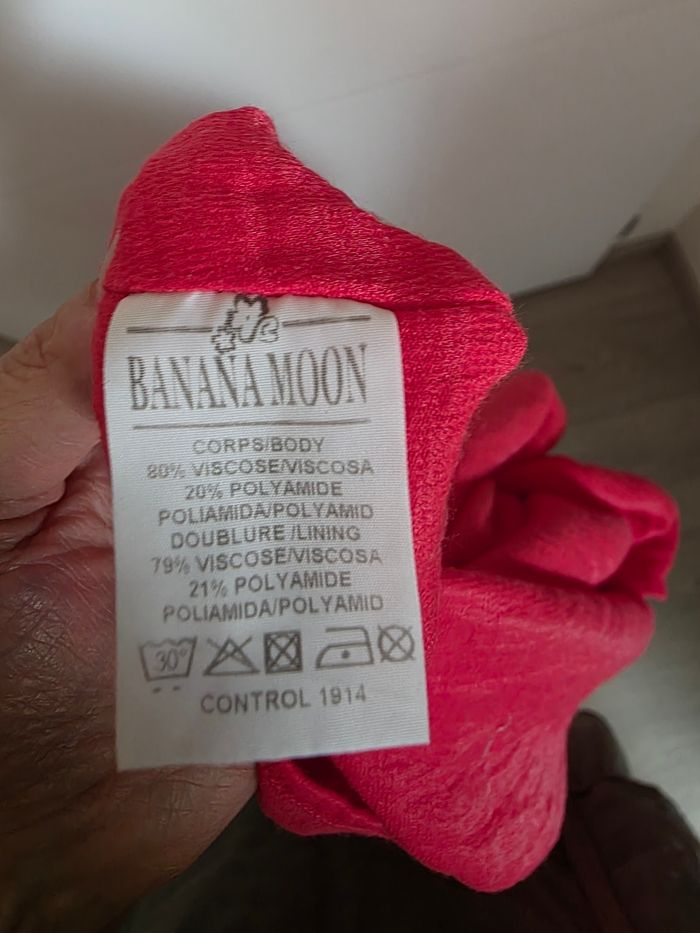 BANANA MOON
CORPS/BODY
80% VISCOSE/VISCOSA
20% POLYAMIDE
POLIAMIDA/POLYAMID
DOUBLURE /LINING
79% VISCOSE/VISCOSA
21% POLYAMIDE
POLIAMIDA/POLYAMID
30°
CONTROL 1914